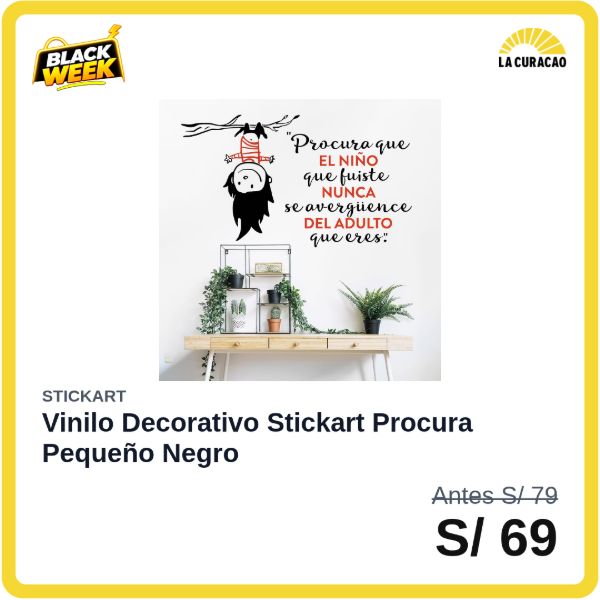 BLACK
WEEK
LA CURACAO
"Procura que
EL NIÑO
que fuiste
NUNCA
se avergüence
DEL ADULTO
que eres."
STICKART
Vinilo Decorativo Stickart Procura
Pequeño Negro
Antes S/ 79
S/ 69